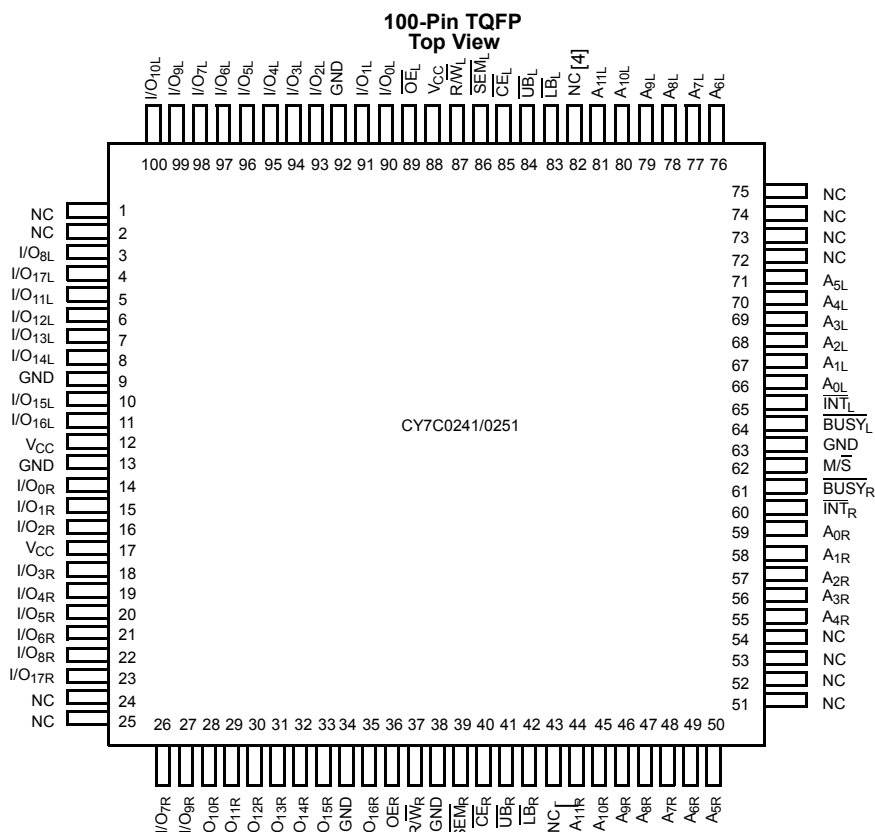 100-Pin TQFP
Top View
I/O10L I/O9L I/O7L I/O6L I/O5L I/O4L I/O3L I/O2L GND I/O1L I/O0L OEL VCC R/WL SEML CEL UBL LBL NC[4] A11L A10L A9L A8L A7L A6L
100 99 98 97 96 95 94 93 92 91 90 89 88 87 86 85 84 83 82 81 80 79 78 77 76
NC 1
NC 2
I/O8L 3
I/O17L 4
I/O11L 5
I/O12L 6
I/O13L 7
I/O14L 8
GND 9
I/O15L 10
I/O16L 11
VCC 12
GND 13
I/O0R 14
I/O1R 15
I/O2R 16
VCC 17
I/O3R 18
I/O4R 19
I/O5R 20
I/O6R 21
I/O8R 22
I/O17R 23
NC 24
NC 25
CY7C0241/0251
75 NC
74 NC
73 NC
72 NC
71 A5L
70 A4L
69 A3L
68 A2L
67 A1L
66 A0L
65 INTL
64 BUSYL
63 GND
62 M/S
61 BUSYR
60 INTR
59 A0R
58 A1R
57 A2R
56 A3R
55 A4R
54 NC
53 NC
52 NC
51 NC
26 27 28 29 30 31 32 33 34 35 36 37 38 39 40 41 42 43 44 45 46 47 48 49 50
I/O7R I/O9R O10R O11R O12R O13R O14R O15R GND O16R OER R/WR GND SEMR CER UBR LBR NC[ A11R A10R A9R A8R A7R A6R A5R